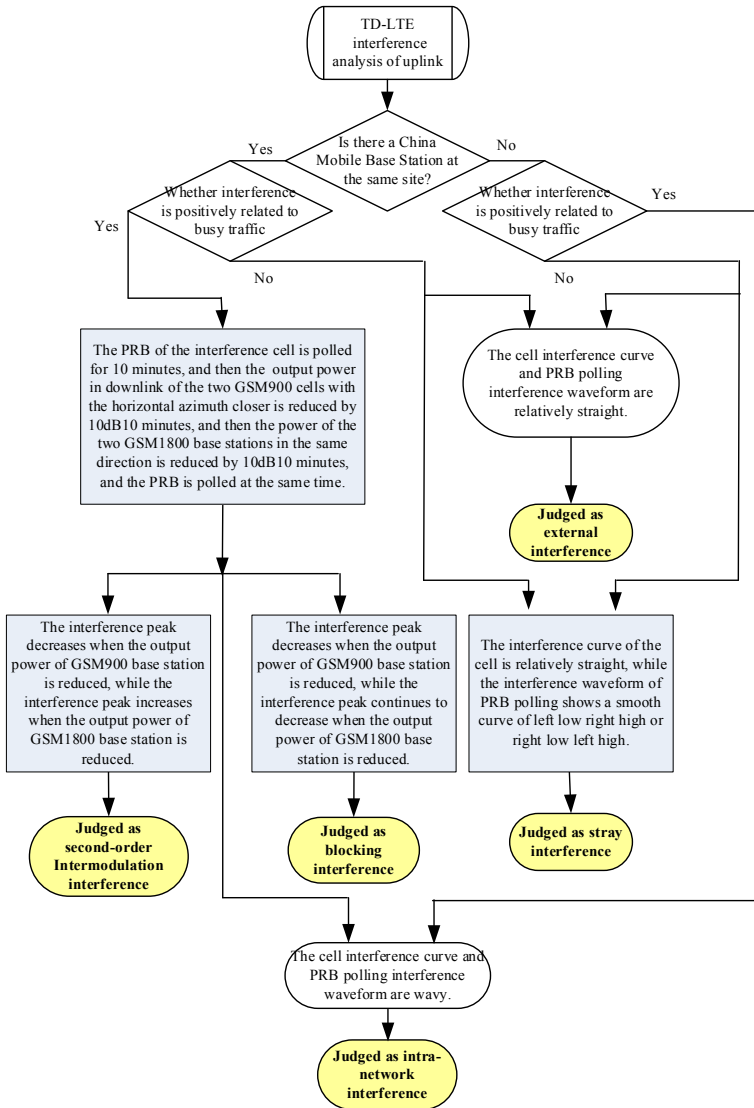 TD-LTE
interference
analysis of uplink
Is there a China
Mobile Base Station at
the same site?
Yes
No
Whether interference
is positively related to
busy traffic
Whether interference
is positively related to
busy traffic
Yes
Yes
No
No
The PRB of the interference cell is polled
for 10 minutes, and then the output power
in downlink of the two GSM900 cells with
the horizontal azimuth closer is reduced by
10dB10 minutes, and then the power of the
two GSM1800 base stations in the same
direction is reduced by 10dB10 minutes,
and the PRB is polled at the same time.
The cell interference curve
and PRB polling
interference waveform are
relatively straight.
Judged as
external
interference
The interference peak
decreases when the output
power of GSM900 base station
is reduced, while the
interference peak increases
when the output power of
GSM1800 base station is
reduced.
The interference peak
decreases when the output
power of GSM900 base station
is reduced, while the
interference peak continues to
decrease when the output
power of GSM1800 base
station is reduced.
The interference curve of the
cell is relatively straight, while
the interference waveform of
PRB polling shows a smooth
curve of left low right high or
right low left high.
Judged as
second-order
Intermodulation
interference
Judged as
blocking
interference
Judged as stray
interference
The cell interference curve and
PRB polling interference
waveform are wavy.
Judged as intra-
network
interference